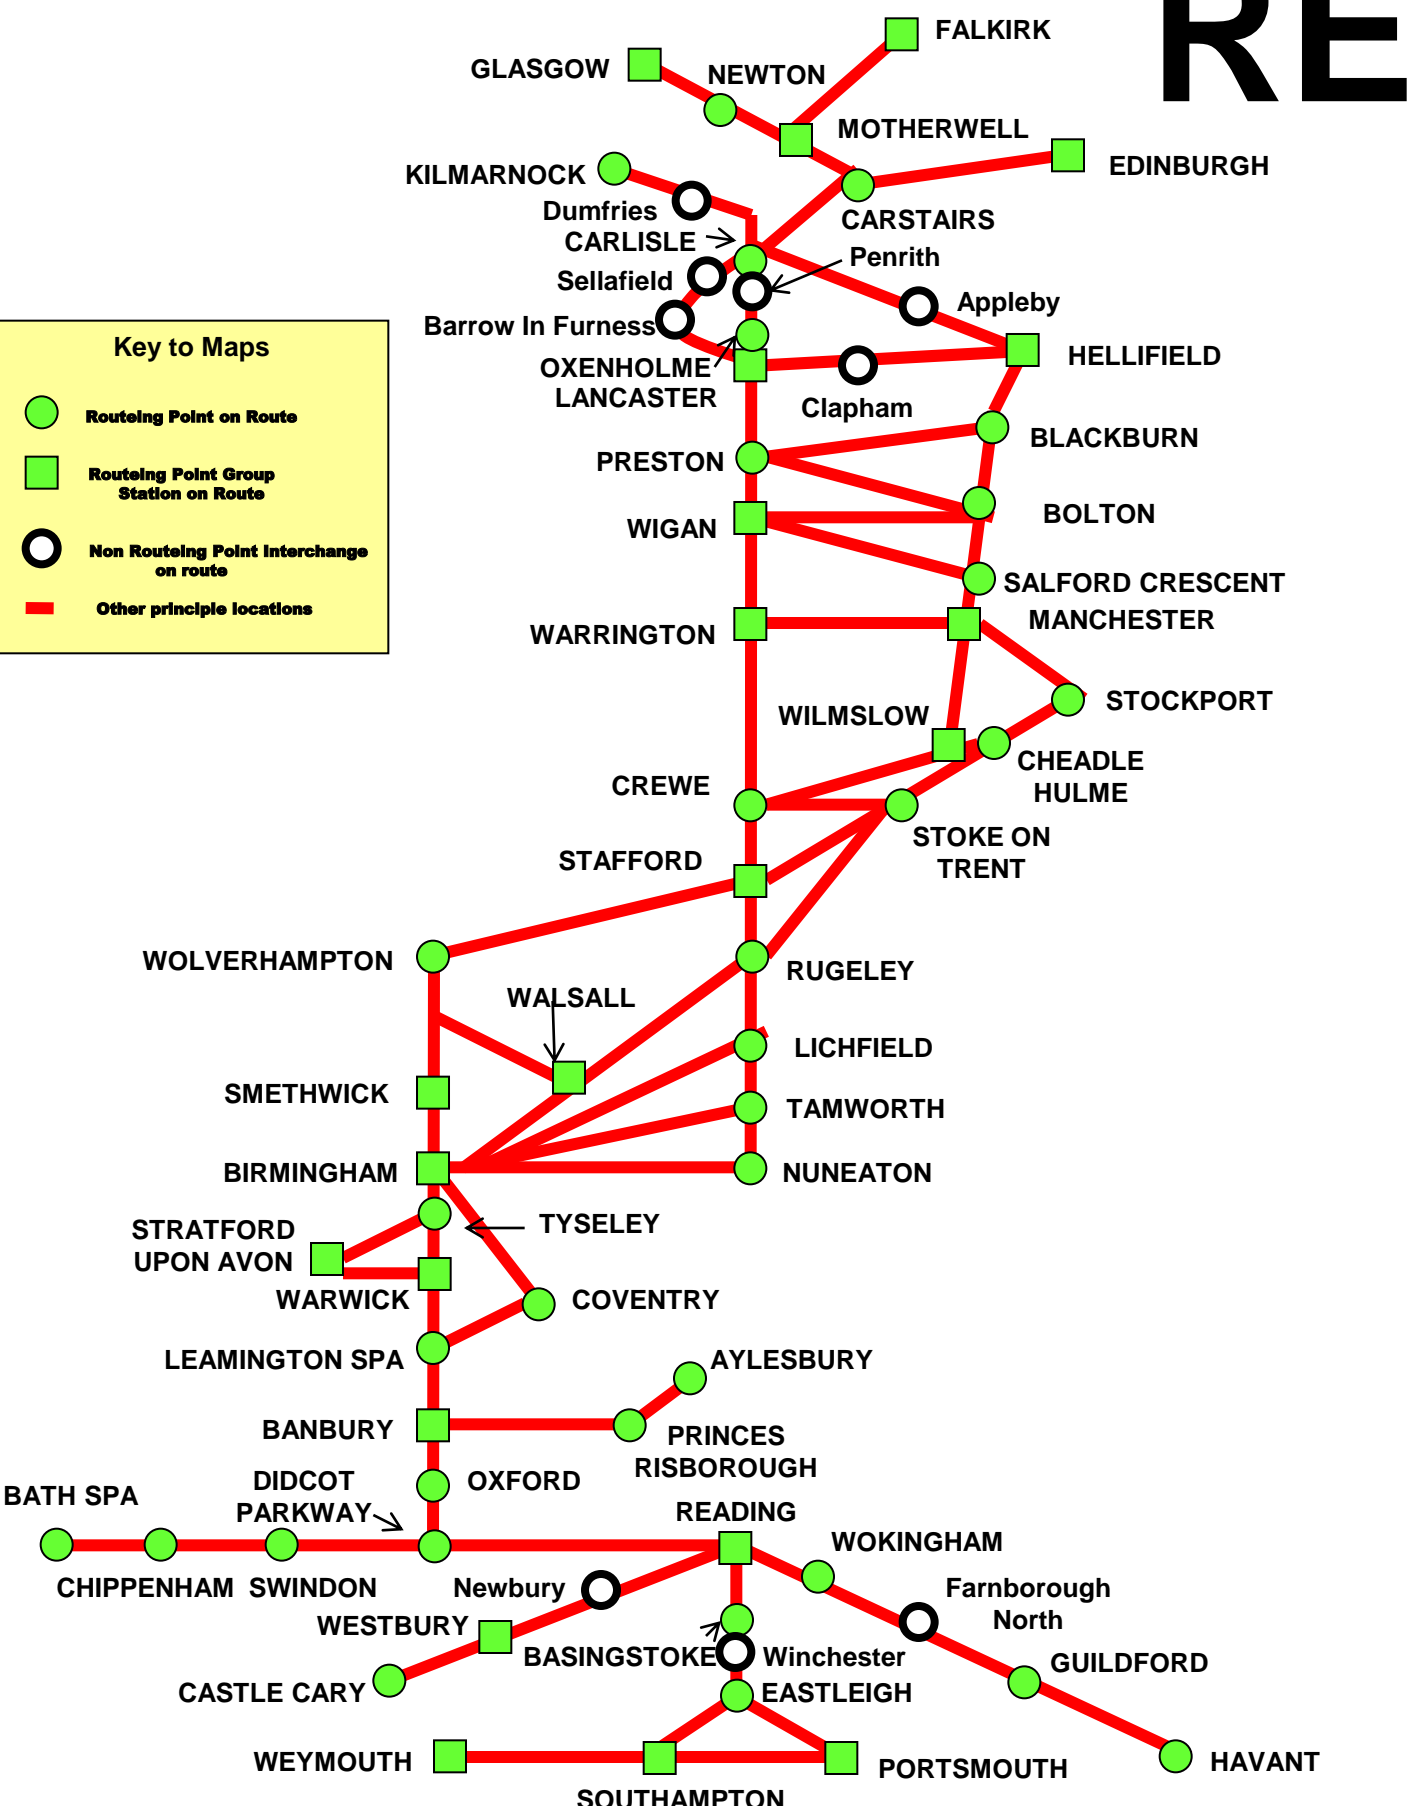 RE
FALKIRK
GLASGOW
NEWTON
MOTHERWELL
EDINBURGH
KILMARNOCK
Dumfries
CARSTAIRS
CARLISLE
Penrith
Sellafield
Appleby
Barrow In Furness
Key to Maps
Routeing Point on Route
Routeing Point Group
Station on Route
Non Routeing Point Interchange
on route
Other principle locations
OXENHOLME
LANCASTER
HELLIFIELD
Clapham
BLACKBURN
PRESTON
BOLTON
WIGAN
SALFORD CRESCENT
MANCHESTER
WARRINGTON
STOCKPORT
WILMSLOW
CHEADLE
HULME
CREWE
STOKE ON
TRENT
STAFFORD
WOLVERHAMPTON
RUGELEY
WALSALL
LICHFIELD
SMETHWICK
TAMWORTH
BIRMINGHAM
NUNEATON
STRATFORD
UPON AVON
TYSELEY
WARWICK
COVENTRY
LEAMINGTON SPA
AYLESBURY
BANBURY
PRINCES
RISBOROUGH
DIDCOT
PARKWAY
OXFORD
BATH SPA
READING
WOKINGHAM
CHIPPENHAM
SWINDON
Newbury
Farnborough
North
WESTBURY
BASINGSTOKE
Winchester
GUILDFORD
CASTLE CARY
EASTLEIGH
WEYMOUTH
PORTSMOUTH
HAVANT
SOUTHAMPTON